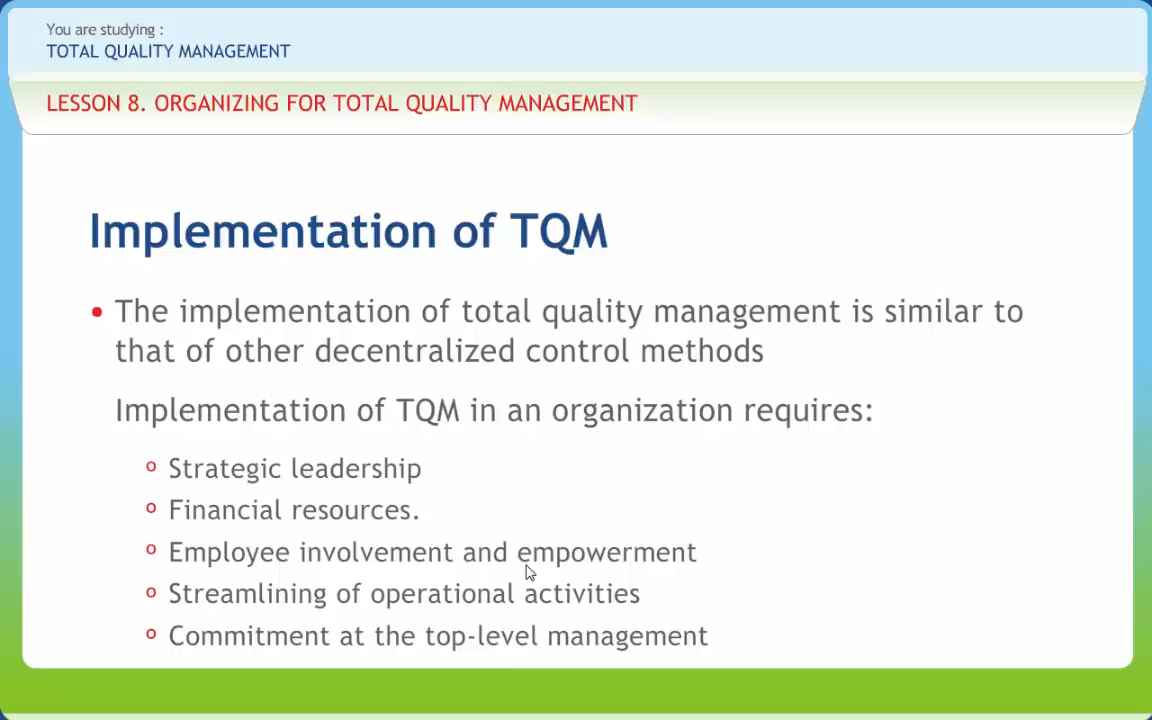 You are studying :
TOTAL QUALITY MANAGEMENT
LESSON 8. ORGANIZING FOR TOTAL QUALITY MANAGEMENT
Implementation of TQM
• The implementation of total quality management is similar to
that of other decentralized control methods
Implementation of TQM in an organization requires:
o Strategic leadership
o Financial resources.
o Employee involvement and empowerment
o Streamlining of operational activities
o Commitment at the top-level management